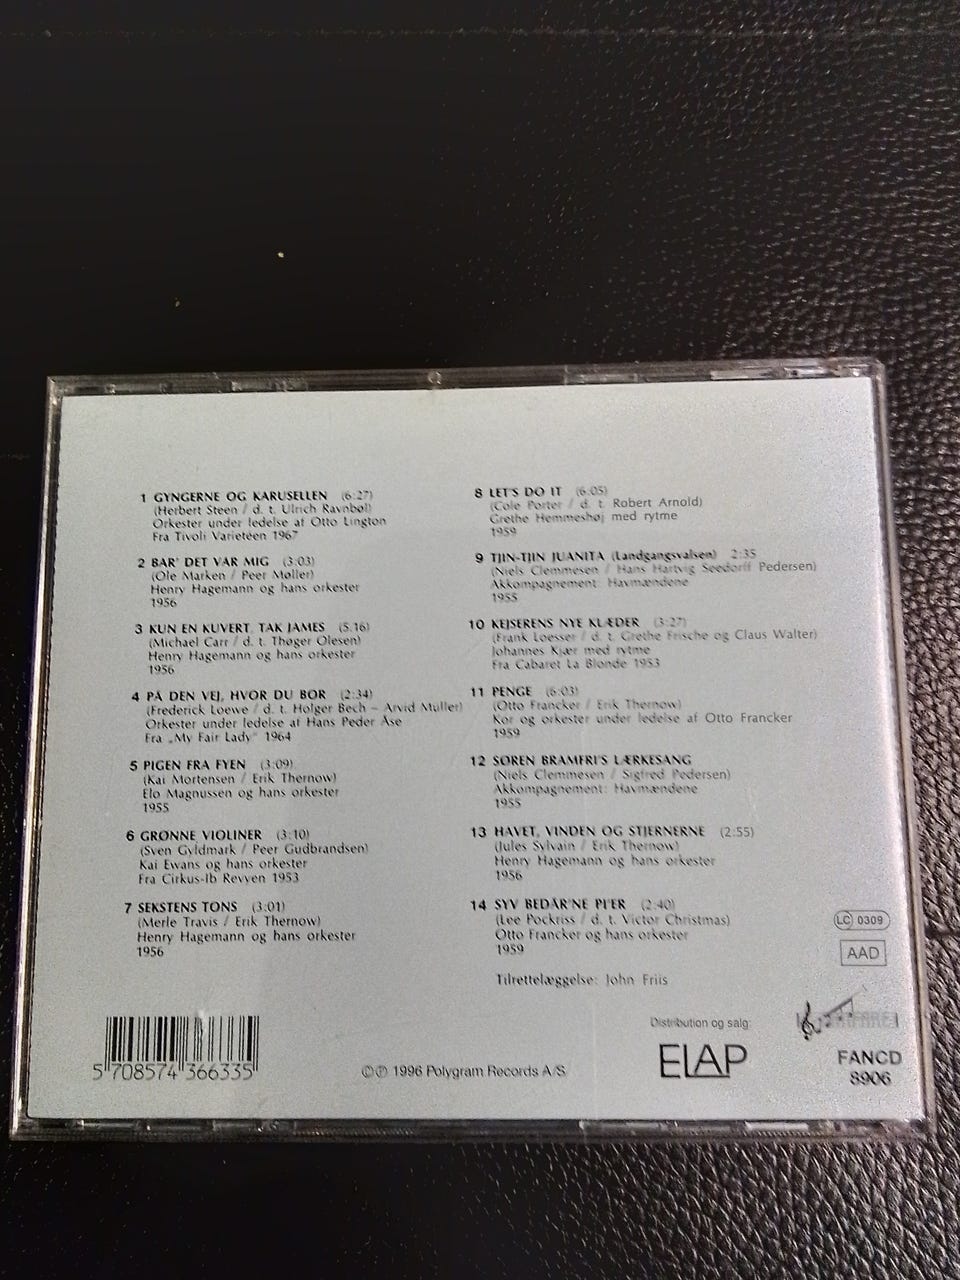 1 GYNGERNE OG KARUSELLEN (6:27)
(Herbert Steen / d. t. Ulrich Ravnbøl)
Orkester under ledelse af Otto Lington
Fra Tivoli Varieteen 1967
2 BAR' DET VAR MIG (3:03)
(Ole Marken / Peer Møller)
Henry Hagemann og hans orkester
1956
3 KUN EN KUVERT, TAK JAMES (5.16)
(Michael Carr / d. t. Thøger Olesen)
Henry Hagemann og hans orkester
1956
4 PÅ DEN VEJ, HVOR DU BOR (2:34)
(Frederick Loewe / d. t. Holger Bech – Arvid Müller)
Orkester under ledelse af Hans Peder Åse
Fra „My Fair Lady" 1964
5 PIGEN FRA FYEN (3:09)
(Kai Mortensen / Erik Thernow)
Elo Magnussen og hans orkester
1955
6 GRØNNE VIOLINER (3:10)
(Sven Gyldmark / Peer Gudbrandsen)
Kai Ewans og hans orkester
Fra Cirkus-Ib Revyen 1953
7 SEKSTENS TONS (3:01)
(Merle Travis / Erik Thernow)
Henry Hagemann og hans orkester
1956
8 LET'S DO IT (6:05)
(Cole Porter / d. t. Robert Arnold)
Grethe Hemmeshøj med rytme
1959
9 TJIN-TJIN JUANITA (Landgangsvalsen) 2:35
(Niels Clemmesen / Hans Hartvig Seedorff Pedersen)
Akkompagnement: Havmændene
1955
10 KEJSERENS NYE KLÆDER (3:27)
(Frank Loesser / d. t. Grethe Frische og Claus Walter)
Johannes Kjær med rytme
Fra Cabaret La Blonde 1953
11 PENGE (6:03)
(Otto Francker / Erik Thernow)
Kor og orkester under ledelse af Otto Francker
1959
12 SØREN BRAMFRI'S LÆRKESANG
(Niels Clemmesen / Sigfred Pedersen)
Akkompagnement: Havmændene
1955
13 HAVET, VINDEN OG STJERNERNE (2:55)
(Jules Sylvain / Erik Thernow)
Henry Hagemann og hans orkester
1956
14 SYV BEDÅR'NE PI'ER (2:40)
(Lee Pockriss / d. t. Victor Christmas)
Otto Francker og hans orkester
1959
Tilrettelæggelse: John Friis
LC 0309
AAD
Distribution og salg:
ELAP
FANCD
8906
5 708574 366335
©℗ 1996 Polygram Records A/S